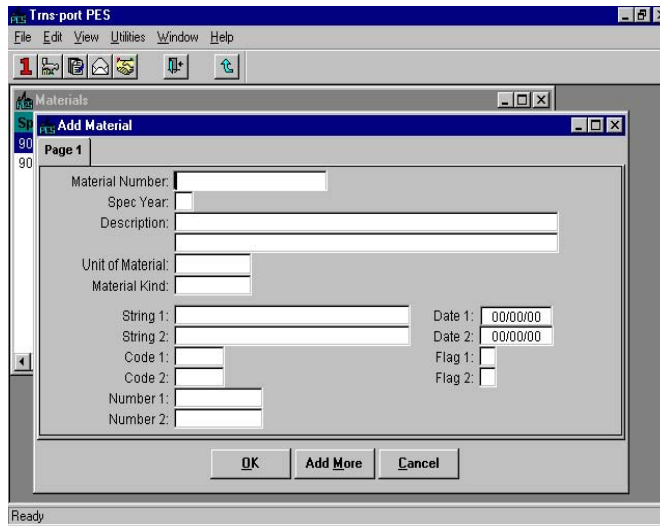 Trns·port PES
File Edit View Utilities Window Help
1
Materials
Sp
PES Add Material
90
90
Page 1
Material Number:
Spec Year:
Description:
Unit of Material:
Material Kind:
String 1: Date 1: 00/00/00
String 2: Date 2: 00/00/00
Code 1: Flag 1:
Code 2: Flag 2:
Number 1:
Number 2:
OK Add More Cancel
Ready